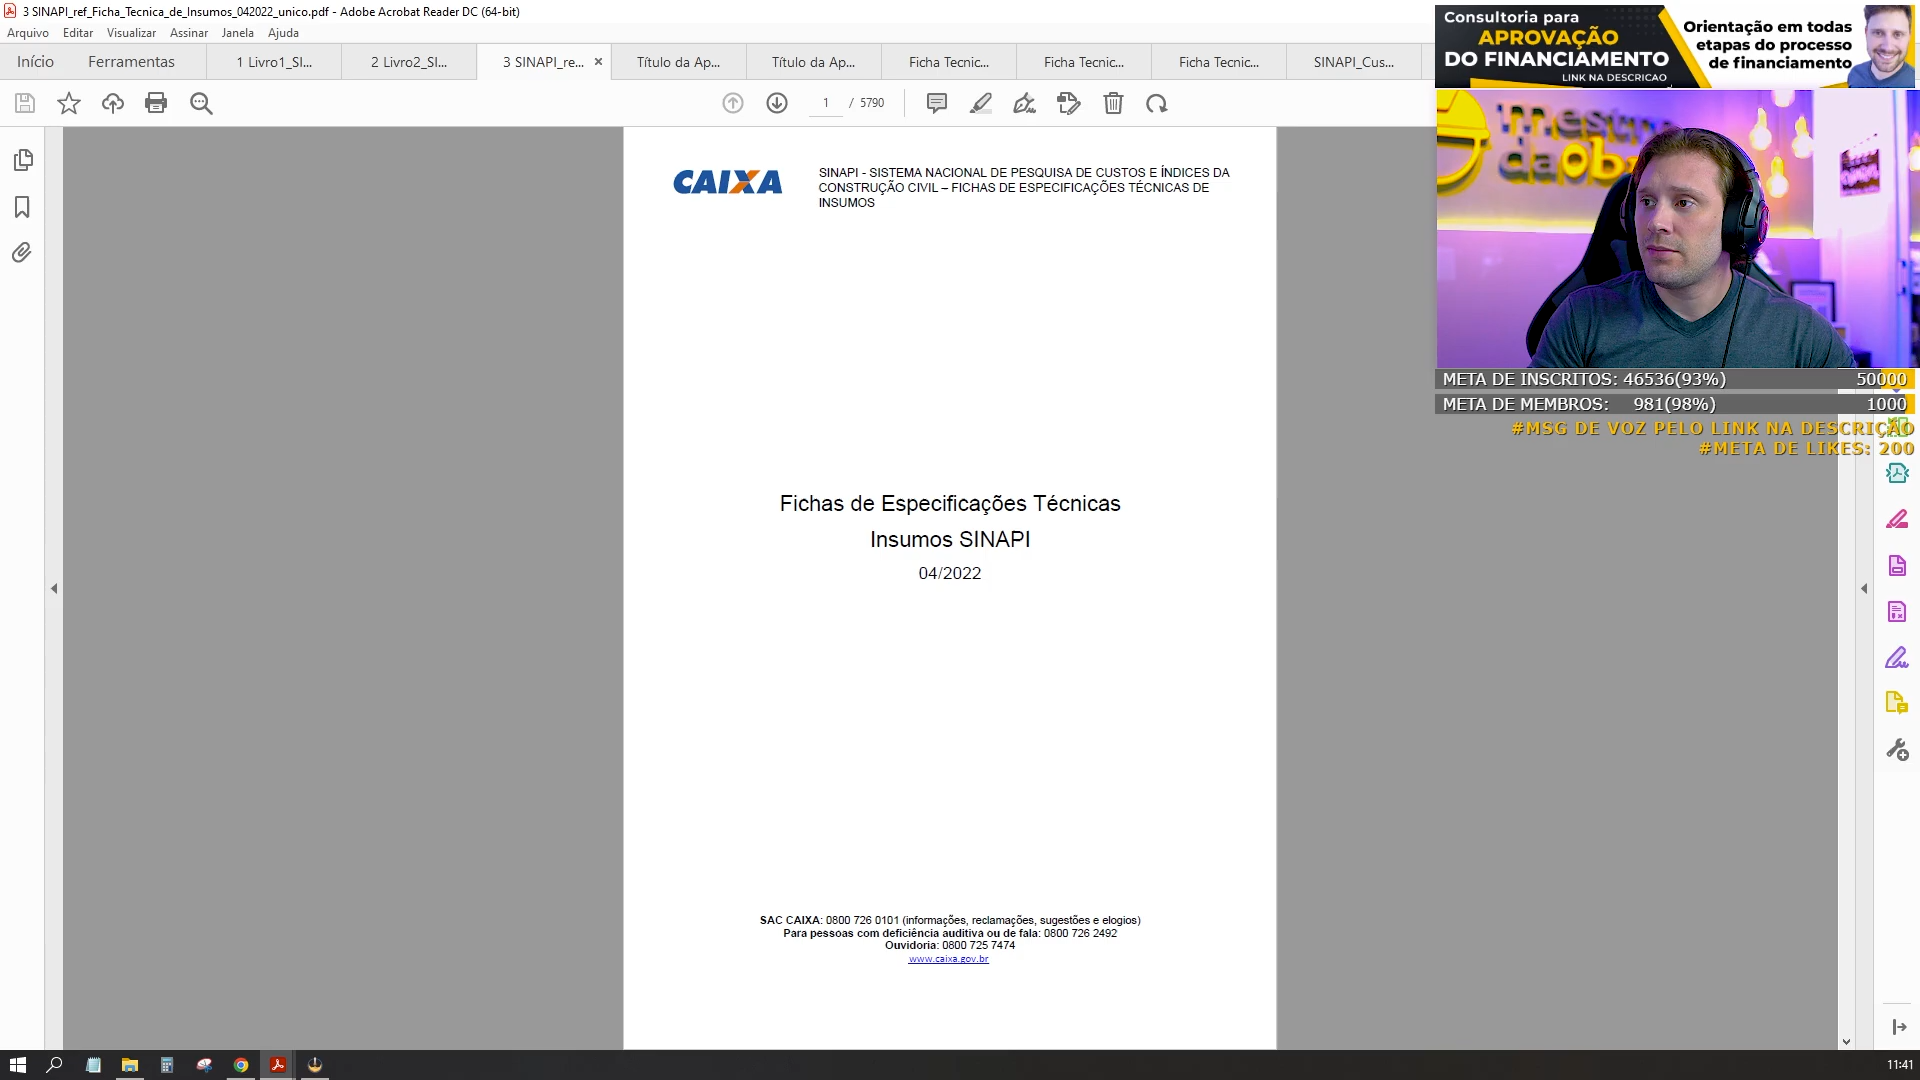 3 SINAPI_ref_Ficha_Tecnica_de_Insumos_042022_unico.pdf - Adobe Acrobat Reader DC (64-bit)
Arquivo Editar Visualizar Assinar Janela Ajuda
Início Ferramentas 1 Livro1_SI... 2 Livro2_SI... 3 SINAPI_re... Título da Ap... Título da Ap... Ficha Tecnic... Ficha Tecnic... Ficha Tecnic... SINAPI_Cus...
1 / 5790
CAIXA
SINAPI - SISTEMA NACIONAL DE PESQUISA DE CUSTOS E ÍNDICES DA
CONSTRUÇÃO CIVIL – FICHAS DE ESPECIFICAÇÕES TÉCNICAS DE
INSUMOS
Fichas de Especificações Técnicas
Insumos SINAPI
04/2022
SAC CAIXA: 0800 726 0101 (informações, reclamações, sugestões e elogios)
Para pessoas com deficiência auditiva ou de fala: 0800 726 2492
Ouvidoria: 0800 725 7474
www.caixa.gov.br
Consultoria para
APROVAÇÃO
DO FINANCIAMENTO
LINK NA DESCRICAO
Orientação em todas
etapas do processo
de financiamento
META DE INSCRITOS: 46536(93%) 50000
META DE MEMBROS: 981(98%) 1000
#MSG DE VOZ PELO LINK NA DESCRIÇÃO
#META DE LIKES: 200
11:41